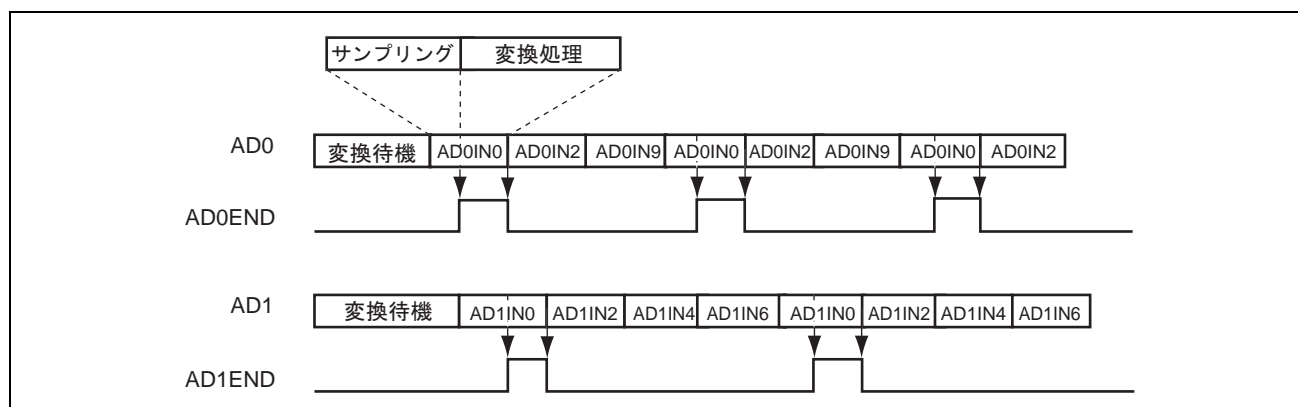 サンプリング 変換処理
AD0 変換待機 AD0IN0 AD0IN2 AD0IN9 AD0IN0 AD0IN2 AD0IN9 AD0IN0 AD0IN2
AD0END
AD1 変換待機 AD1IN0 AD1IN2 AD1IN4 AD1IN6 AD1IN0 AD1IN2 AD1IN4 AD1IN6
AD1END